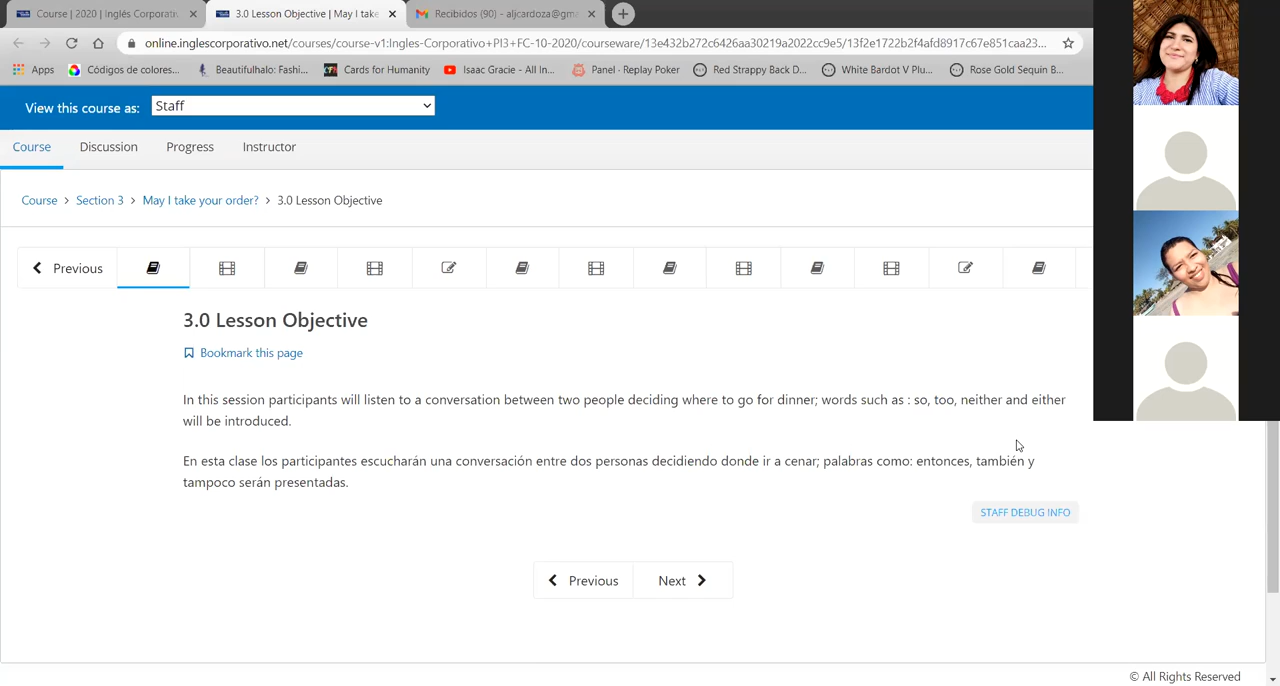 Course | 2020 | Inglés Corporati
3.0 Lesson Objective | May I take
Recibidos (90) - aljcardoza@gm
online.inglescorporativo.net/courses/course-v1:Ingles-Corporativo+PI3+FC-10-2020/courseware/13e432b272c6426aa30219a2022cc9e5/13f2e1722b2f4afd8917c67e851caa23...
Apps
Códigos de colores...
Beautifulhalo: Fashi...
Cards for Humanity
Isaac Gracie - All In...
Panel · Replay Poker
Red Strappy Back D...
White Bardot V Plu...
Rose Gold Sequin B...
View this course as:
Staff
Course
Discussion
Progress
Instructor
Course > Section 3 > May I take your order? > 3.0 Lesson Objective
Previous
3.0 Lesson Objective
Bookmark this page
In this session participants will listen to a conversation between two people deciding where to go for dinner; words such as : so, too, neither and either
will be introduced.
En esta clase los participantes escucharán una conversación entre dos personas decidiendo donde ir a cenar; palabras como: entonces, también y
tampoco serán presentadas.
STAFF DEBUG INFO
Previous
Next
© All Rights Reserved